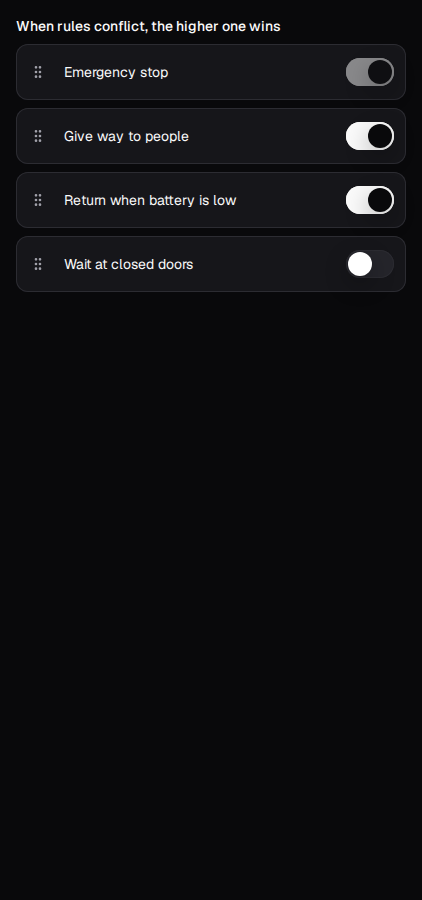 When rules conflict, the higher one wins
Emergency stop
Give way to people
Return when battery is low
Wait at closed doors